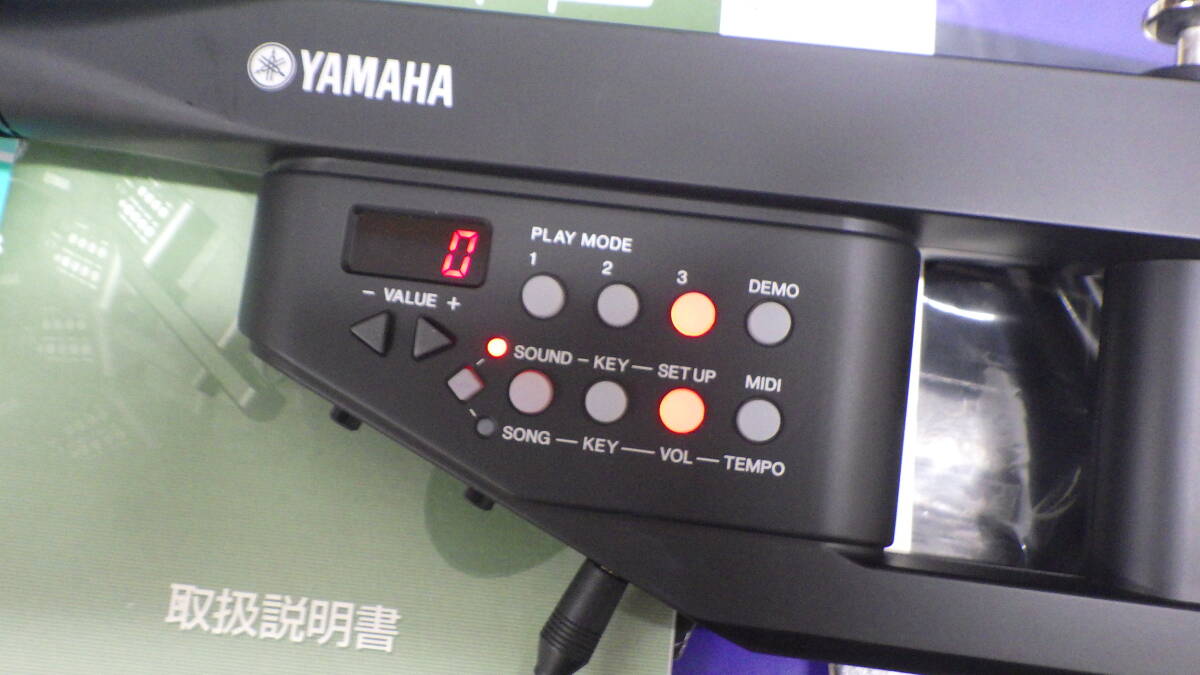 YAMAHA
0
PLAY MODE
1 2 3 DEMO
− VALUE +
SOUND — KEY — SET UP MIDI
SONG — KEY — VOL — TEMPO
取扱説明書